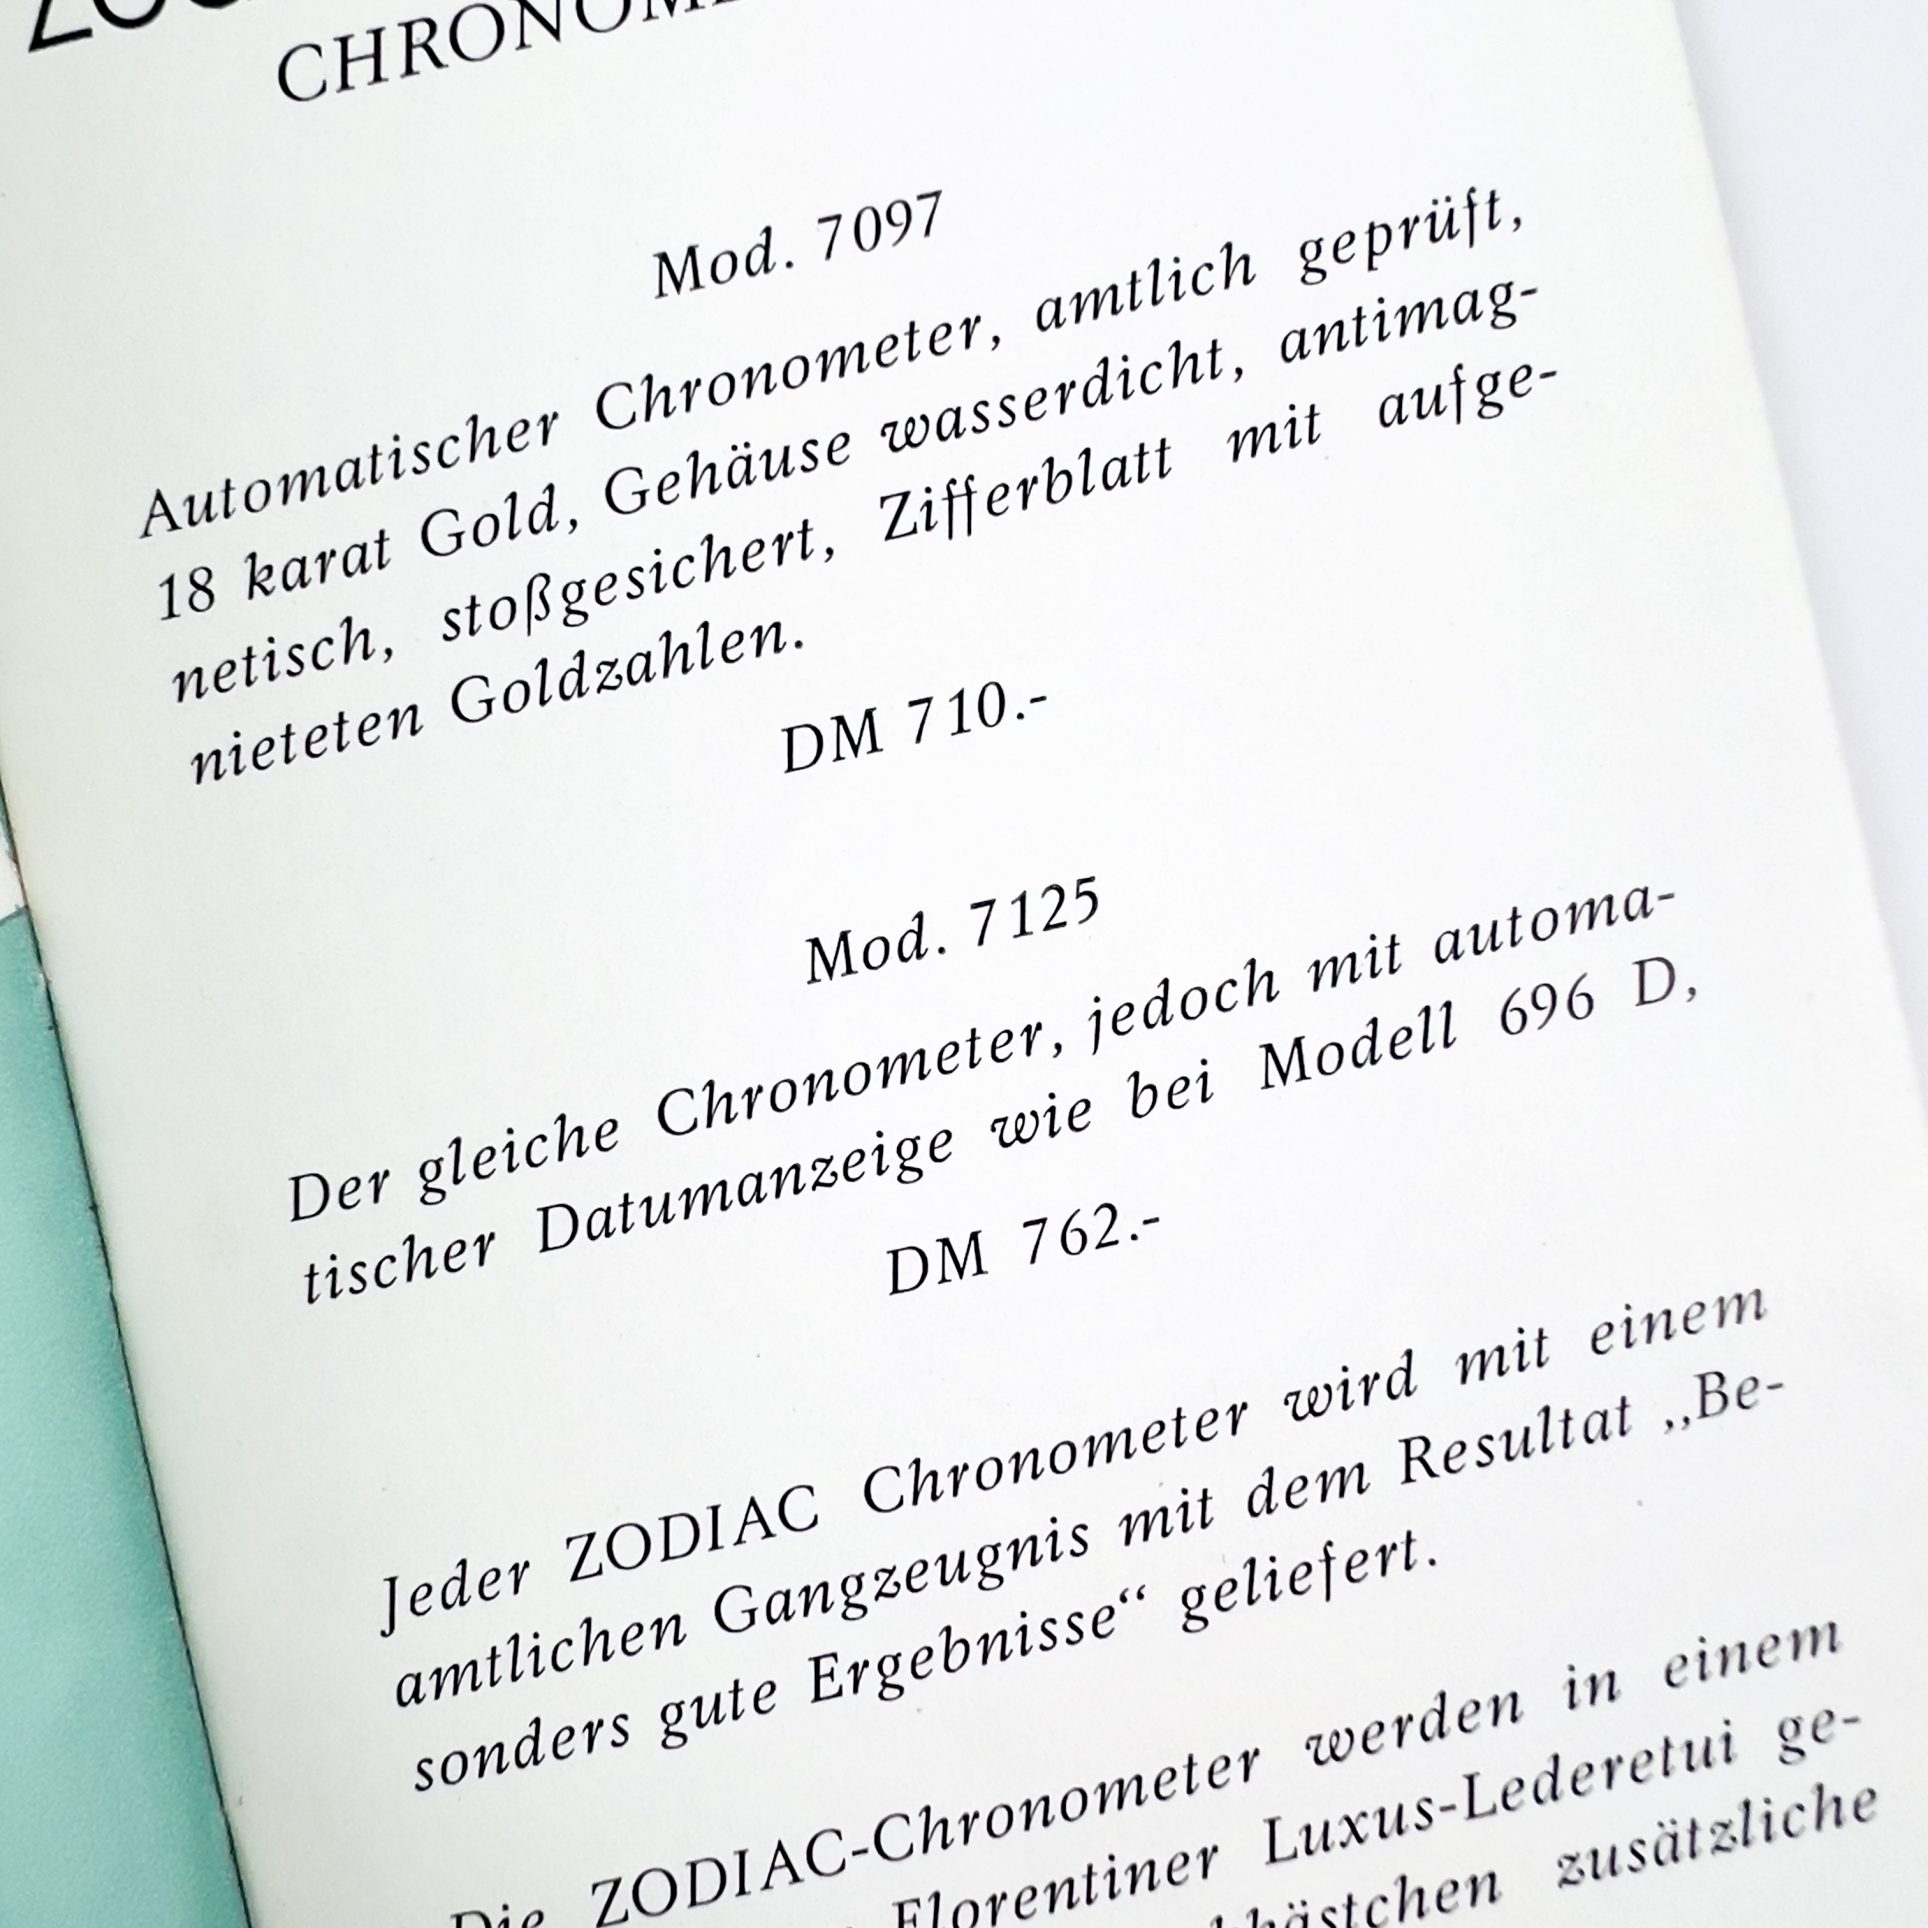 CHRONOM
Mod. 7097
Automatischer Chronometer, amtlich geprüft,
18 karat Gold, Gehäuse wasserdicht, antimag-
netisch, stoßgesichert, Zifferblatt mit aufge-
nieteten Goldzahlen.
DM 710.-
Mod. 7125
Der gleiche Chronometer, jedoch mit automa-
tischer Datumanzeige wie bei Modell 696 D,
DM 762.-
Jeder ZODIAC Chronometer wird mit einem
amtlichen Gangzeugnis mit dem Resultat „Be-
sonders gute Ergebnisse“ geliefert.
Die ZODIAC-Chronometer werden in einem
Florentiner Luxus-Lederetui ge-
zusätzliche